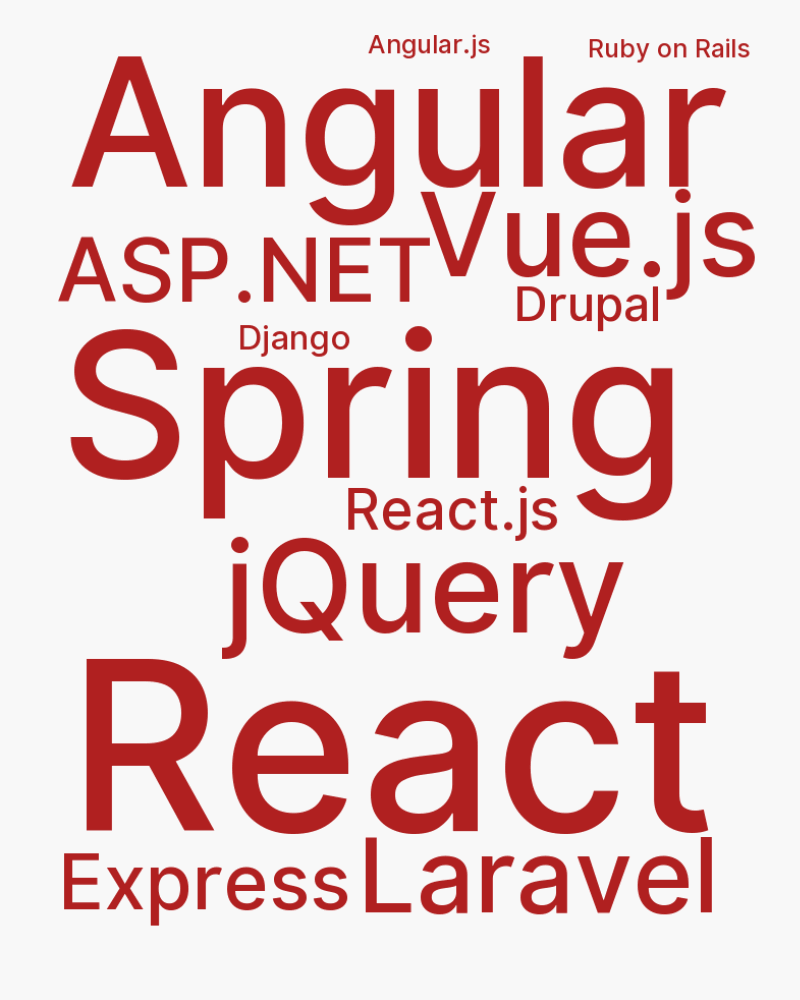 Angular.js
Ruby on Rails
Angular
Vue.js
ASP.NET
Drupal
Django
Spring
React.js
jQuery
React
Express
Laravel